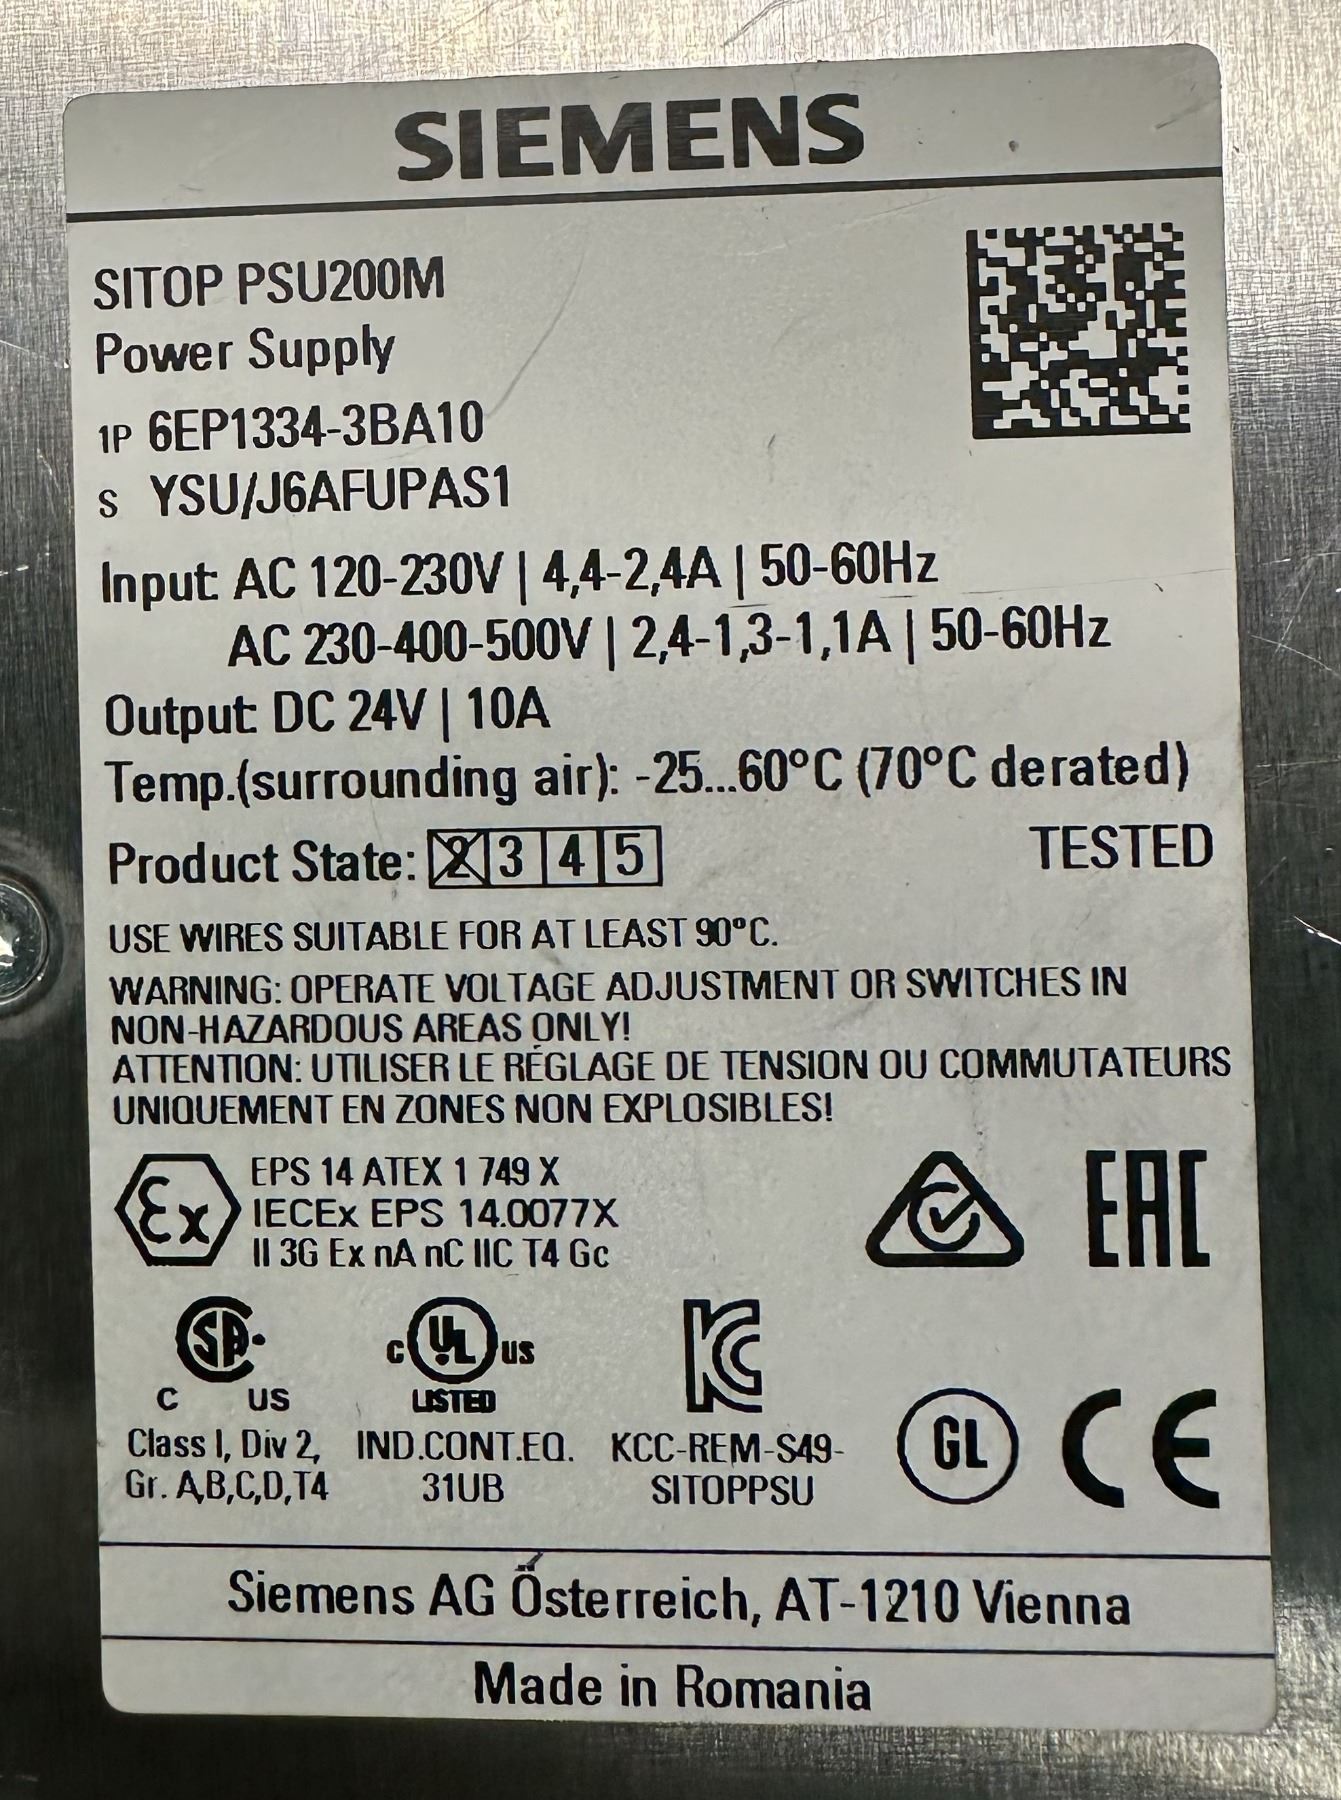 SIEMENS
SITOP PSU200M
Power Supply
1P 6EP1334-3BA10
S YSU/J6AFUPAS1
Input: AC 120-230V | 4,4-2,4A | 50-60Hz
AC 230-400-500V | 2,4-1,3-1,1A | 50-60Hz
Output: DC 24V | 10A
Temp.(surrounding air): -25...60°C (70°C derated)
Product State: 2 3 4 5 TESTED
USE WIRES SUITABLE FOR AT LEAST 90°C.
WARNING: OPERATE VOLTAGE ADJUSTMENT OR SWITCHES IN
NON-HAZARDOUS AREAS ONLY!
ATTENTION: UTILISER LE RÉGLAGE DE TENSION OU COMMUTATEURS
UNIQUEMENT EN ZONES NON EXPLOSIBLES!
Ex EPS 14 ATEX 1 749 X
IECEx EPS 14.0077X
II 3G Ex nA nC IIC T4 Gc
EAC
SA C US
Class I, Div 2,
Gr. A,B,C,D,T4
c UL us
LISTED
IND.CONT.EQ.
31UB
KC
KCC-REM-S49-
SITOPPSU
GL CE
Siemens AG Österreich, AT-1210 Vienna
Made in Romania